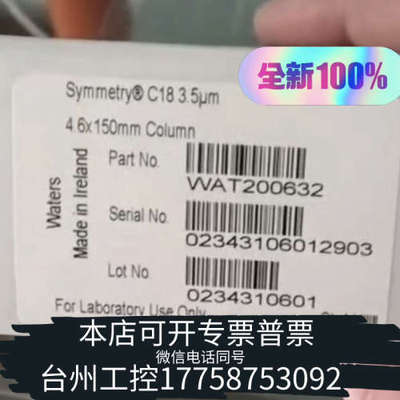 全新100%
Symmetry® C18 3.5µm
4.6x150mm Column
Part No.
WAT200632
Serial No.
02343106012903
Lot No.
0234310601
Waters
Made in Ireland
For Laboratory Use Only
本店可开专票普票
微信电话同号
台州工控17758753092